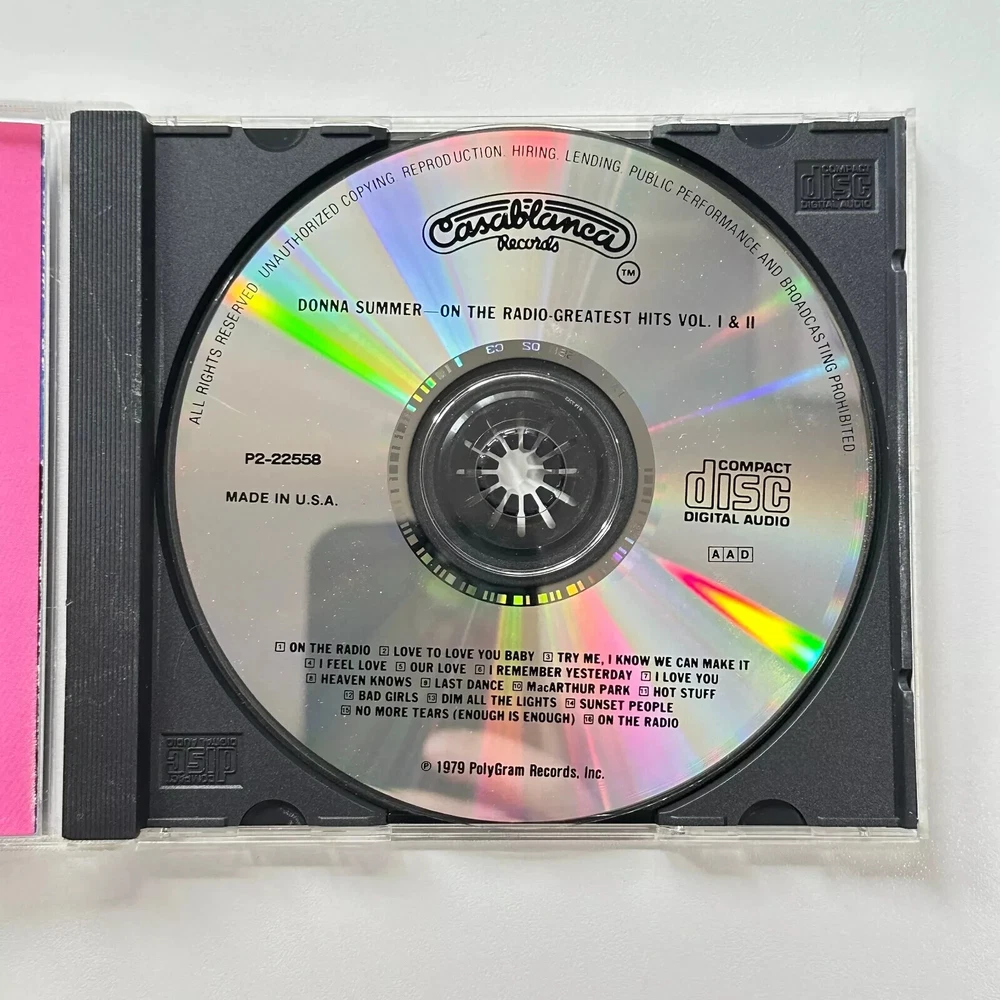 ALL RIGHTS RESERVED. UNAUTHORIZED COPYING. REPRODUCTION. HIRING. LENDING. PUBLIC PERFORMANCE AND BROADCASTING PROHIBITED
Casablanca
Records
TM
DONNA SUMMER—ON THE RADIO-GREATEST HITS VOL. I & II
P2-22558
MADE IN U.S.A.
COMPACT
disc
DIGITAL AUDIO
AAD
1 ON THE RADIO 2 LOVE TO LOVE YOU BABY 3 TRY ME, I KNOW WE CAN MAKE IT
4 I FEEL LOVE 5 OUR LOVE 6 I REMEMBER YESTERDAY 7 I LOVE YOU
8 HEAVEN KNOWS 9 LAST DANCE 10 MacARTHUR PARK 11 HOT STUFF
12 BAD GIRLS 13 DIM ALL THE LIGHTS 14 SUNSET PEOPLE
15 NO MORE TEARS (ENOUGH IS ENOUGH) 16 ON THE RADIO
℗ 1979 PolyGram Records, Inc.
COMPACT
disc
DIGITAL AUDIO
COMPACT
disc
DIGITAL AUDIO